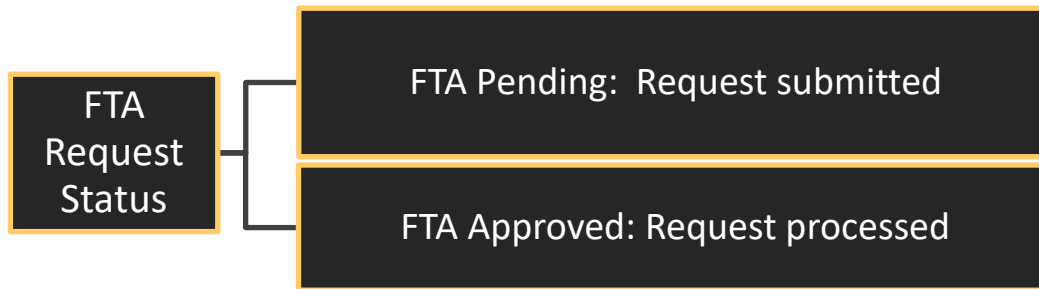 FTA
Request
Status
FTA Pending:  Request submitted
FTA Approved: Request processed